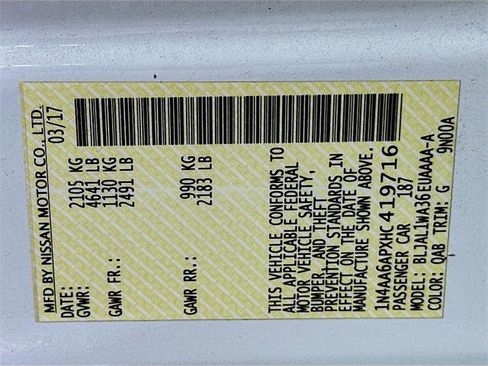 MFD BY NISSAN MOTOR CO., LTD.
DATE: 03/17
GVWR: 2105 KG
4641 LB
GAWR FR.: 1130 KG
2491 LB
GAWR RR.: 990 KG
2183 LB
THIS VEHICLE CONFORMS TO
ALL APPLICABLE FEDERAL
MOTOR VEHICLE SAFETY,
BUMPER, AND THEFT
PREVENTION STANDARDS IN
EFFECT ON THE DATE OF
MANUFACTURE SHOWN ABOVE.
1N4AA6APXHC419716
PASSENGER CAR 187
MODEL: BLJAL1WA36EUAAAA-A
COLOR: QAB TRIM: G 9N00A